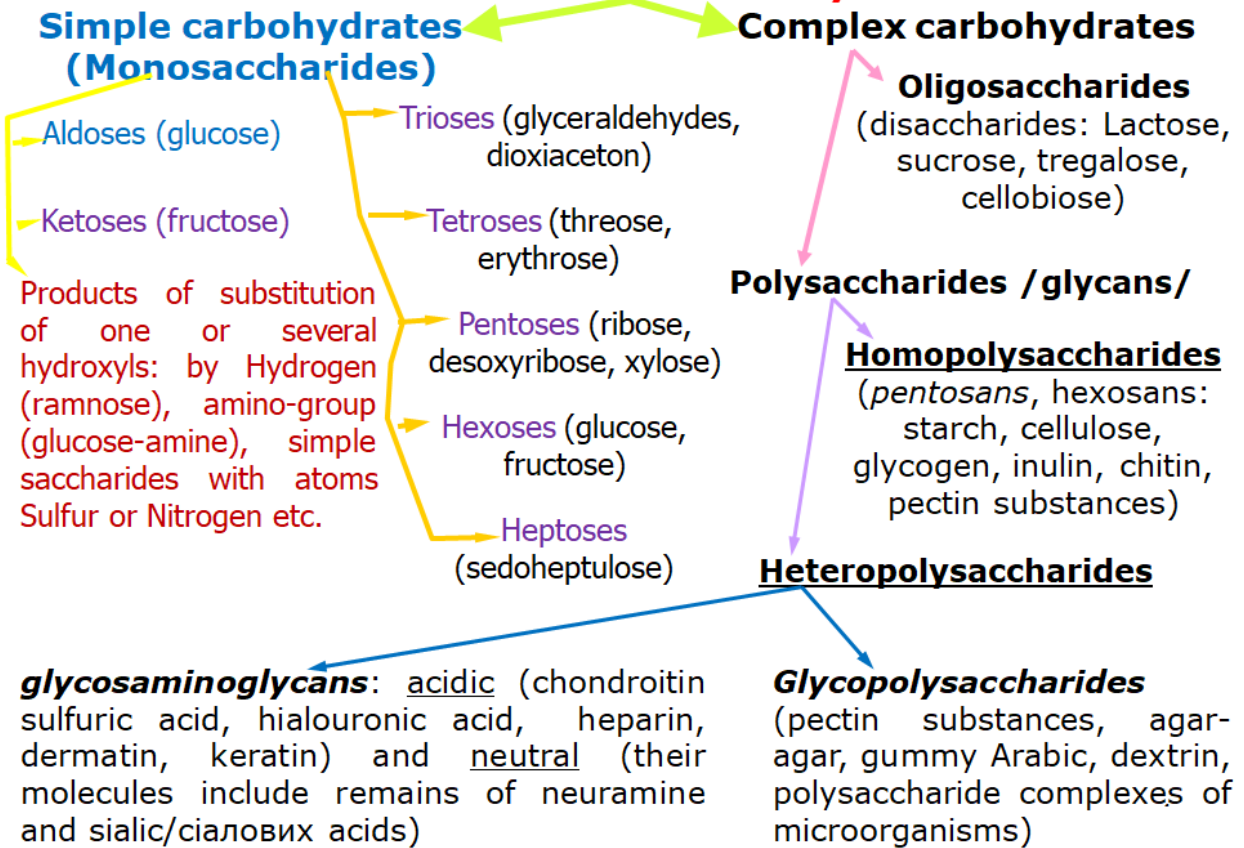 Simple carbohydrates
(Monosaccharides)
Aldoses (glucose)
Ketoses (fructose)
Products of substitution
of one or several
hydroxyls: by Hydrogen
(ramnose), amino-group
(glucose-amine), simple
saccharides with atoms
Sulfur or Nitrogen etc.
Trioses (glyceraldehydes,
dioxiaceton)
Tetroses (threose,
erythrose)
Pentoses (ribose,
desoxyribose, xylose)
Hexoses (glucose,
fructose)
Heptoses
(sedoheptulose)
Complex carbohydrates
Oligosaccharides
(disaccharides: Lactose,
sucrose, tregalose,
cellobiose)
Polysaccharides /glycans/
Homopolysaccharides
(pentosans, hexosans:
starch, cellulose,
glycogen, inulin, chitin,
pectin substances)
Heteropolysaccharides
glycosaminoglycans: acidic (chondroitin
sulfuric acid, hialouronic acid, heparin,
dermatin, keratin) and neutral (their
molecules include remains of neuramine
and sialic/сіалових acids)
Glycopolysaccharides
(pectin substances, agar-
agar, gummy Arabic, dextrin,
polysaccharide complexes of
microorganisms)